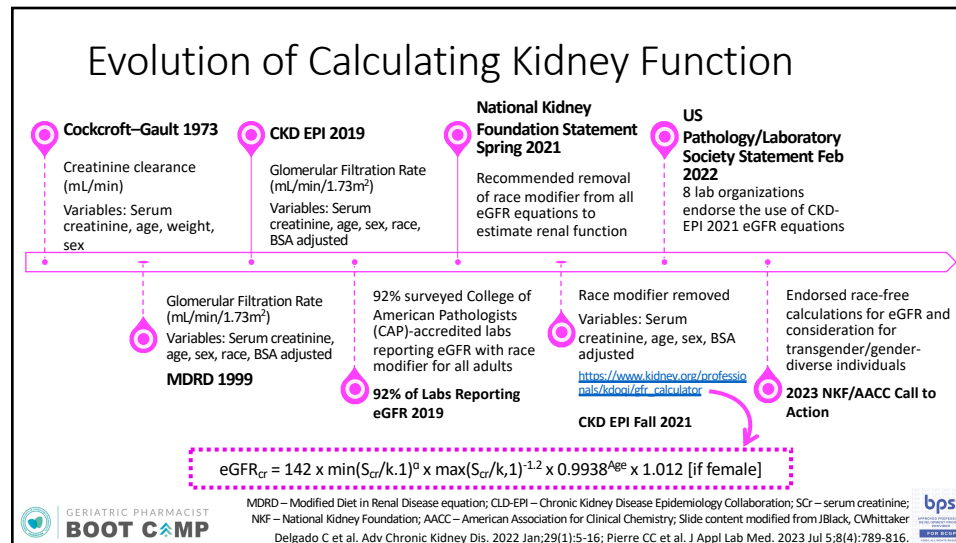 Evolution of Calculating Kidney Function
Cockcroft–Gault 1973
Creatinine clearance
(mL/min)
Variables: Serum
creatinine, age, weight,
sex
Glomerular Filtration Rate
(mL/min/1.73m²)
Variables: Serum creatinine,
age, sex, race, BSA adjusted
MDRD 1999
CKD EPI 2019
Glomerular Filtration Rate
(mL/min/1.73m²)
Variables: Serum
creatinine, age, sex, race,
BSA adjusted
92% surveyed College of
American Pathologists
(CAP)-accredited labs
reporting eGFR with race
modifier for all adults
92% of Labs Reporting
eGFR 2019
National Kidney
Foundation Statement
Spring 2021
Recommended removal
of race modifier from all
eGFR equations to
estimate renal function
Race modifier removed
Variables: Serum
creatinine, age, sex, BSA
adjusted
https://www.kidney.org/professio
nals/kdoqi/gfr_calculator
CKD EPI Fall 2021
US
Pathology/Laboratory
Society Statement Feb
2022
8 lab organizations
endorse the use of CKD-
EPI 2021 eGFR equations
Endorsed race-free
calculations for eGFR and
consideration for
transgender/gender-
diverse individuals
2023 NKF/AACC Call to
Action
eGFRcr = 142 x min(Scr/k.1)ᵅ x max(Scr/k,1)⁻¹·² x 0.9938^Age x 1.012 [if female]
GERIATRIC PHARMACIST
BOOT CAMP
MDRD – Modified Diet in Renal Disease equation; CLD-EPI – Chronic Kidney Disease Epidemiology Collaboration; SCr – serum creatinine;
NKF – National Kidney Foundation; AACC – American Association for Clinical Chemistry; Slide content modified from JBlack, CWhittaker
Delgado C et al. Adv Chronic Kidney Dis. 2022 Jan;29(1):5-16; Pierre CC et al. J Appl Lab Med. 2023 Jul 5;8(4):789-816.
bps